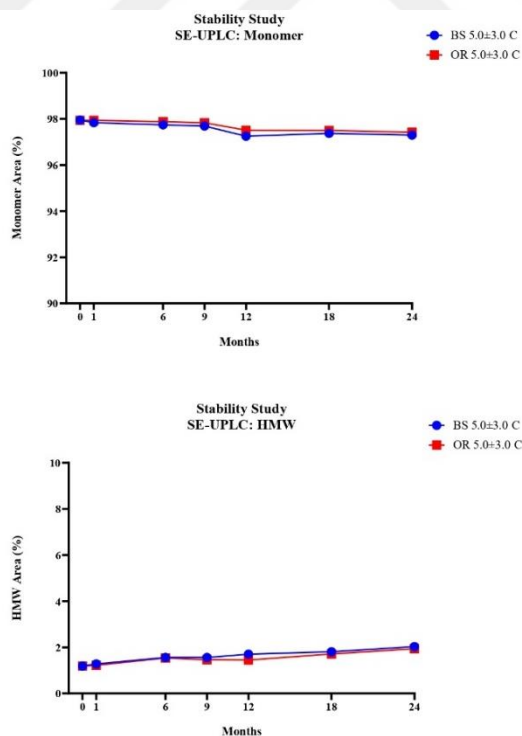 Stability Study
SE-UPLC: Monomer
BS 5.0±3.0 C
OR 5.0±3.0 C
100
98
96
94
92
90
Monomer Area (%)
0 1 6 9 12 18 24
Months
Stability Study
SE-UPLC: HMW
BS 5.0±3.0 C
OR 5.0±3.0 C
10
8
6
4
2
0
HMW Area (%)
0 1 6 9 12 18 24
Months